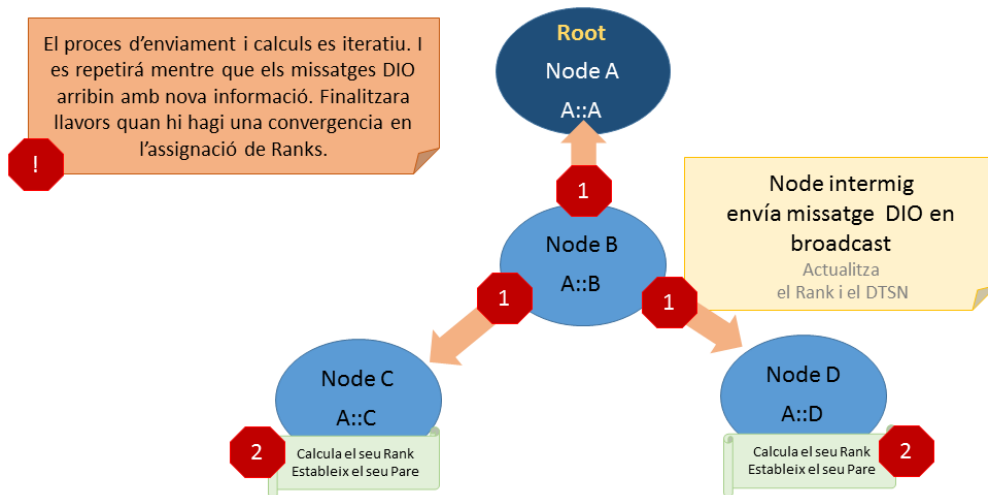 El proces d’enviament i calculs es iteratiu. I
es repetirá mentre que els missatges DIO
arribin amb nova informació. Finalitzara
llavors quan hi hagi una convergencia en
l’assignació de Ranks.
!
Root
Node A
A::A
1
Node intermig
envía missatge DIO en
broadcast
Actualitza
el Rank i el DTSN
Node B
A::B
1
1
Node C
A::C
2
Calcula el seu Rank
Estableix el seu Pare
Node D
A::D
Calcula el seu Rank
Estableix el seu Pare
2